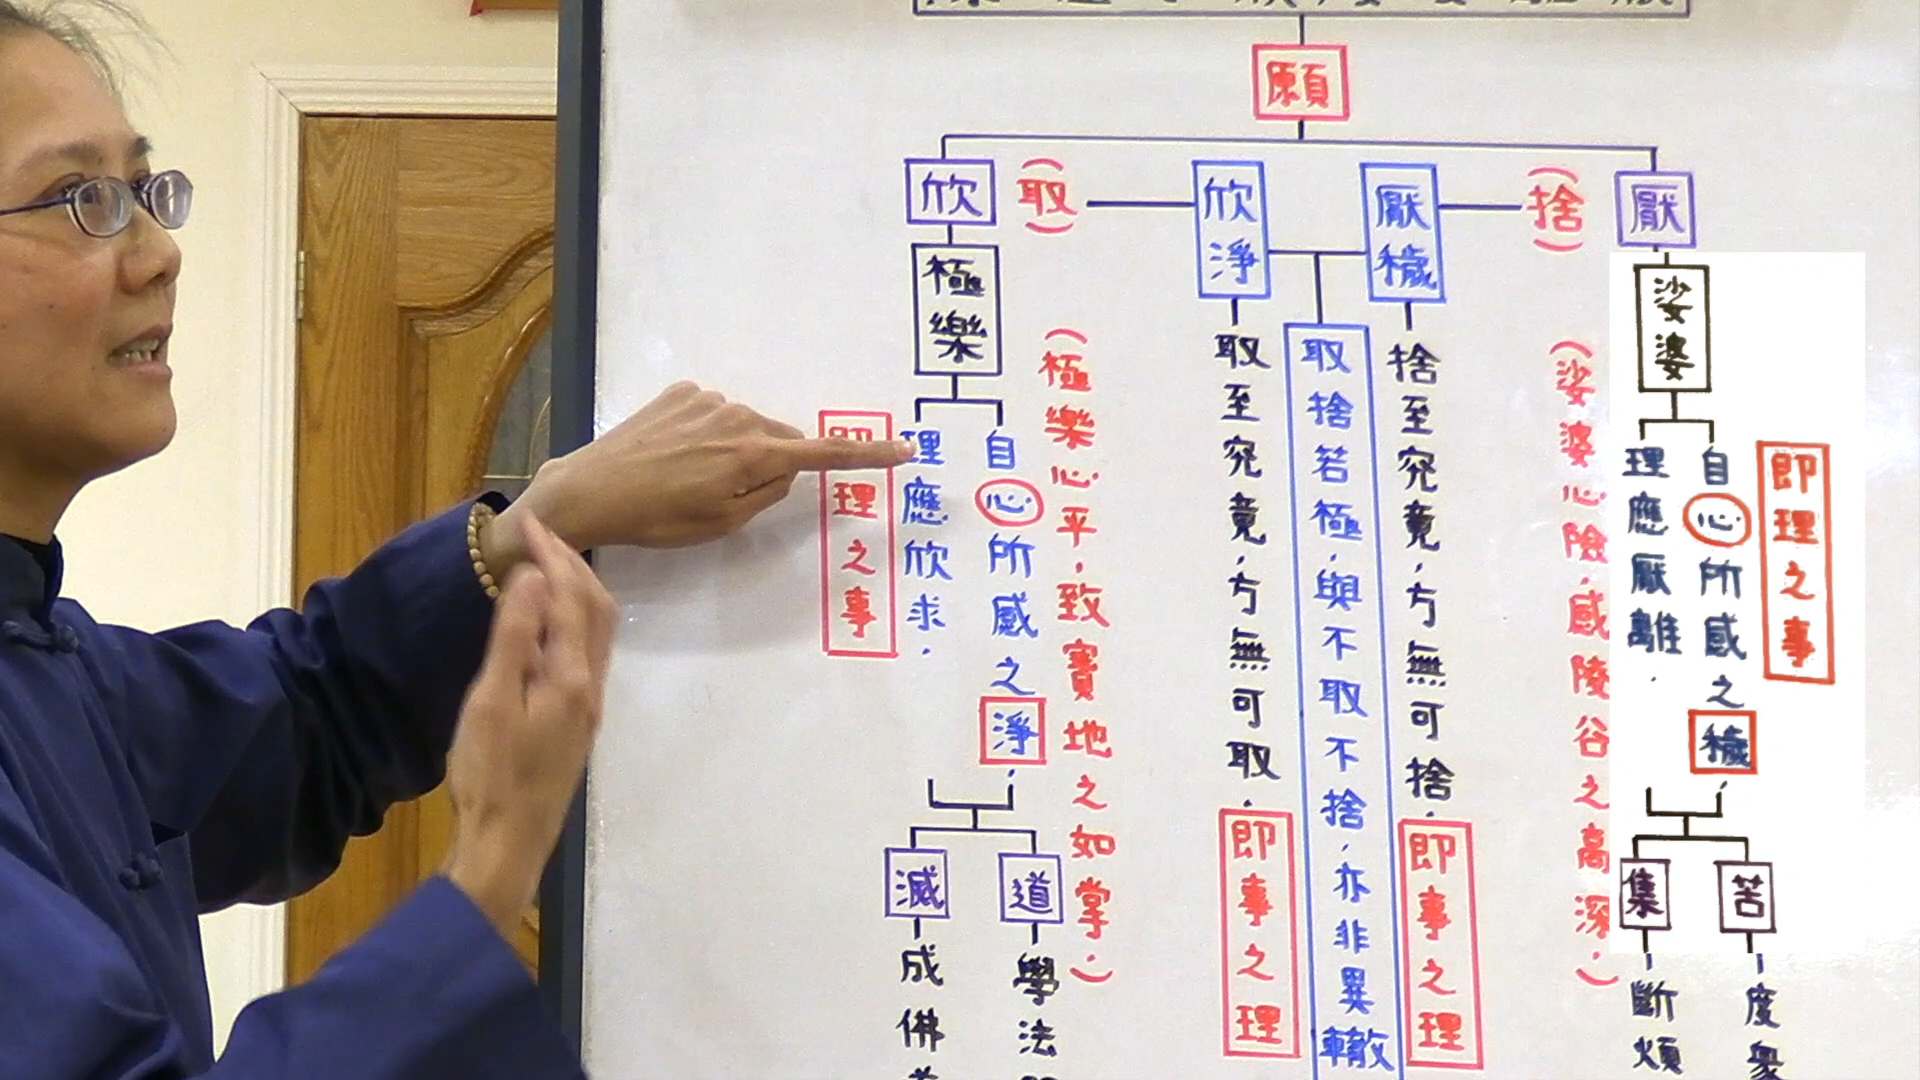 願
厭
(捨)
厭穢
欣淨
(取)
欣
娑婆
即理之事
自心所感之穢,
理應厭離.
(娑婆心險,感陵谷之高深.)
苦
度眾
集
斷煩
捨至究竟,方無可捨.
即事之理
取捨若極,與不取不捨,亦非異轍
取至究竟,方無可取.
即事之理
極樂
(極樂心平,致寶地之如掌.)
自心所感之淨,
理應欣求.
理之事
道
學法
滅
成佛